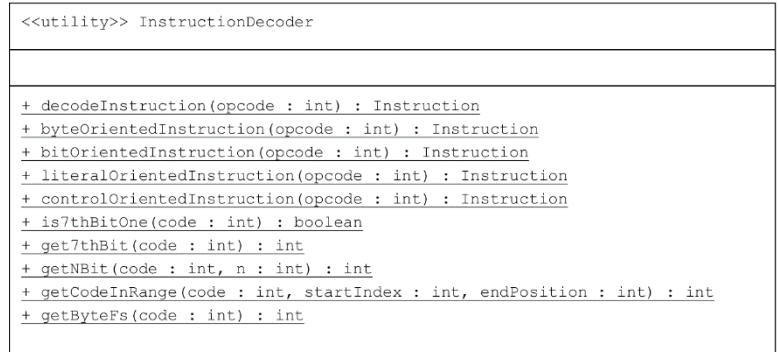 <<utility>> InstructionDecoder
+ decodeInstruction(opcode : int) : Instruction
+ byteOrientedInstruction(opcode : int) : Instruction
+ bitOrientedInstruction(opcode : int) : Instruction
+ literalOrientedInstruction(opcode : int) : Instruction
+ controlOrientedInstruction(opcode : int) : Instruction
+ is7thBitOne(code : int) : boolean
+ get7thBit(code : int) : int
+ getNBit(code : int, n : int) : int
+ getCodeInRange(code : int, startIndex : int, endPosition : int) : int
+ getByteFs(code : int) : int